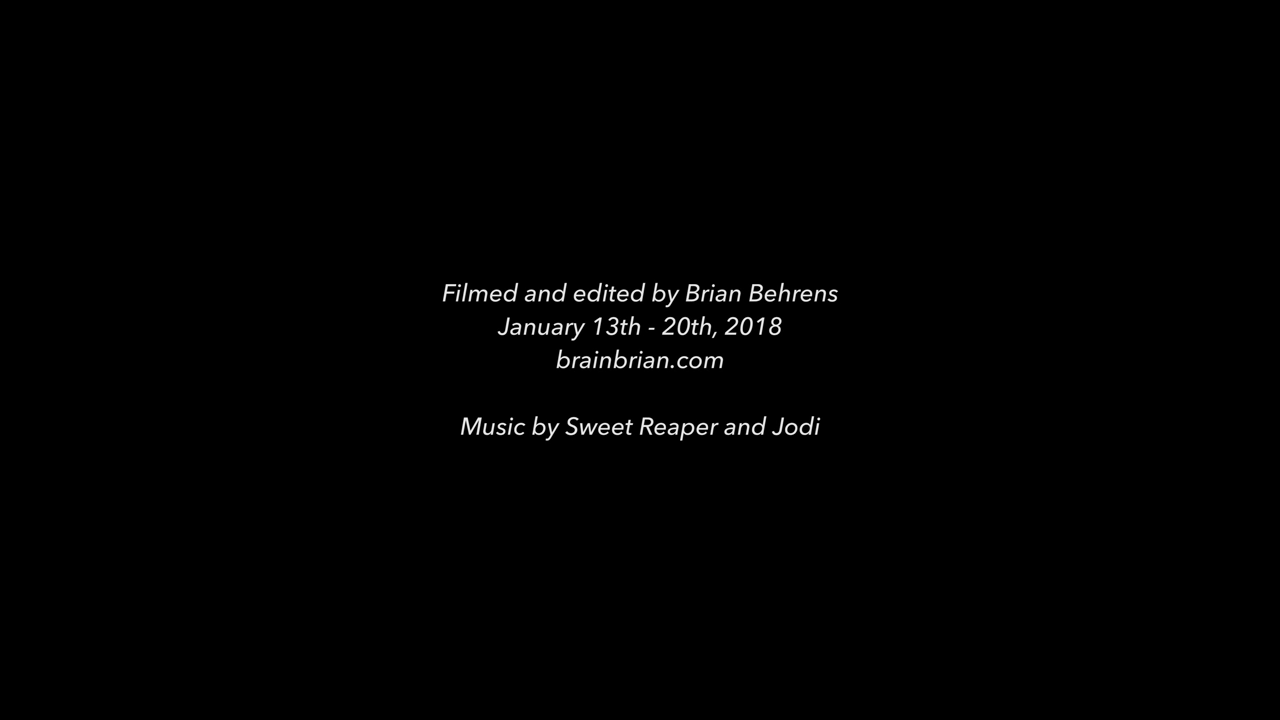 Filmed and edited by Brian Behrens
January 13th - 20th, 2018
brainbrian.com
Music by Sweet Reaper and Jodi